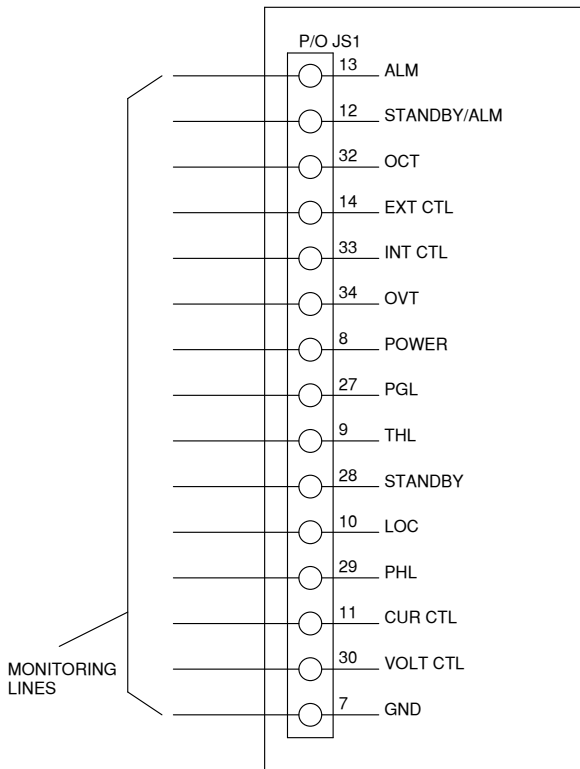 P/O JS1
13 ALM
12 STANDBY/ALM
32 OCT
14 EXT CTL
33 INT CTL
34 OVT
8 POWER
27 PGL
9 THL
28 STANDBY
10 LOC
29 PHL
11 CUR CTL
30 VOLT CTL
7 GND
MONITORING
LINES